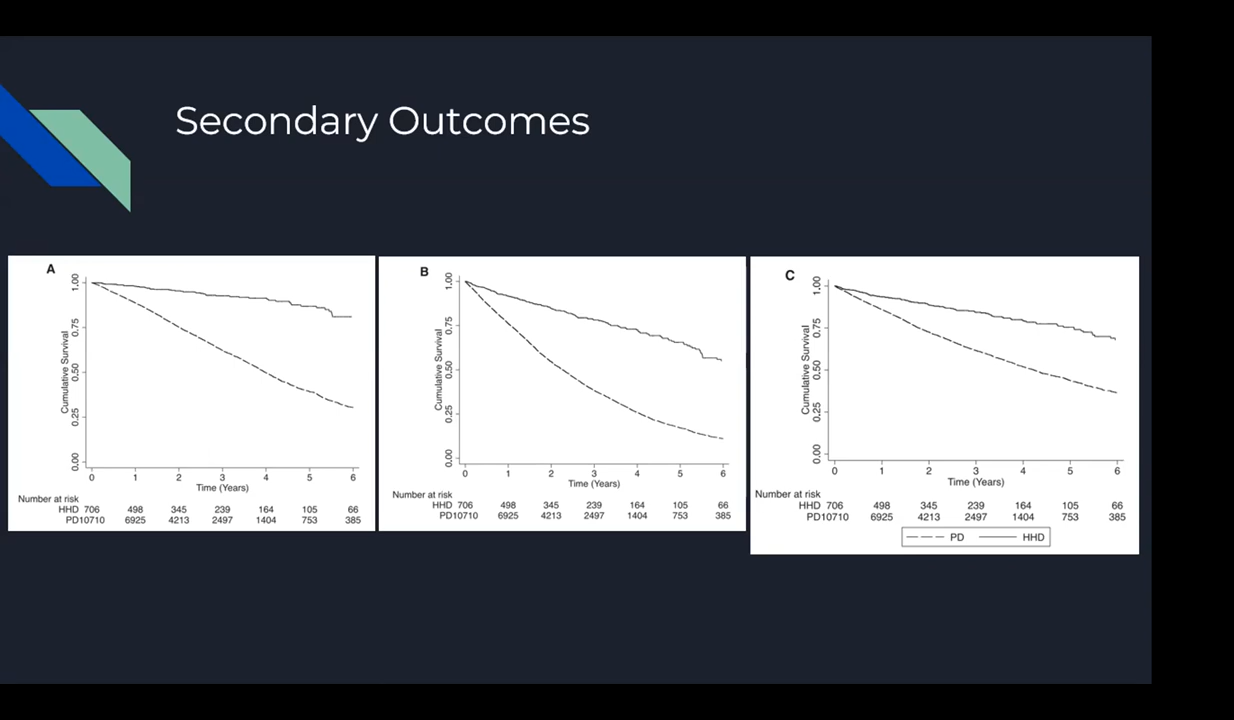 Secondary Outcomes
A
Cumulative Survival
1.00
0.75
0.50
0.25
0.00
0 1 2 3 4 5 6
Time (Years)
Number at risk
HHD 706 498 345 239 164 105 66
PD10710 6925 4213 2497 1404 753 385
B
Cumulative Survival
1.00
0.75
0.50
0.25
0.00
0 1 2 3 4 5 6
Time (Years)
Number at risk
HHD 706 498 345 239 164 105 66
PD10710 6925 4213 2497 1404 753 385
C
Cumulative Survival
1.00
0.75
0.50
0.25
0.00
0 1 2 3 4 5 6
Time (Years)
Number at risk
HHD 706 498 345 239 164 105 66
PD10710 6925 4213 2497 1404 753 385
PD HHD